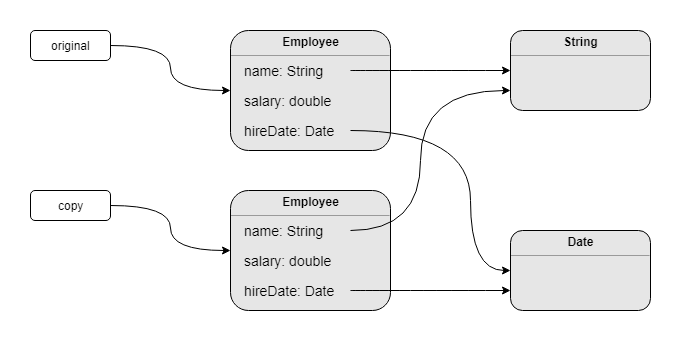 original
Employee
name: String
salary: double
hireDate: Date
String
copy
Employee
name: String
salary: double
hireDate: Date
Date